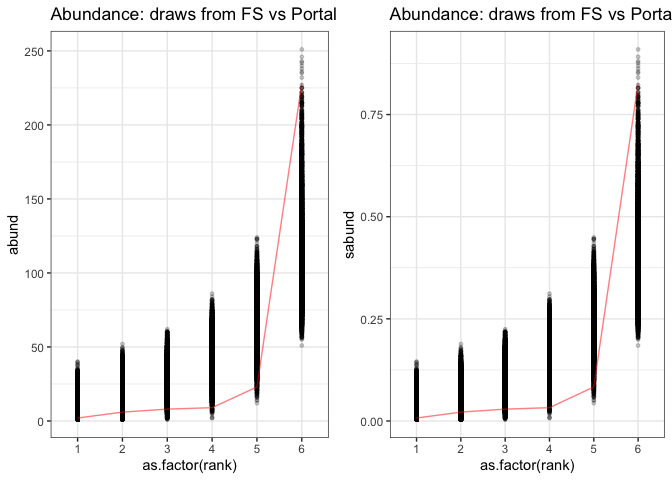 Abundance: draws from FS vs Portal
abund
250
200
150
100
50
0
1 2 3 4 5 6
as.factor(rank)
Abundance: draws from FS vs Porta
sabund
0.75
0.50
0.25
0.00
1 2 3 4 5 6
as.factor(rank)